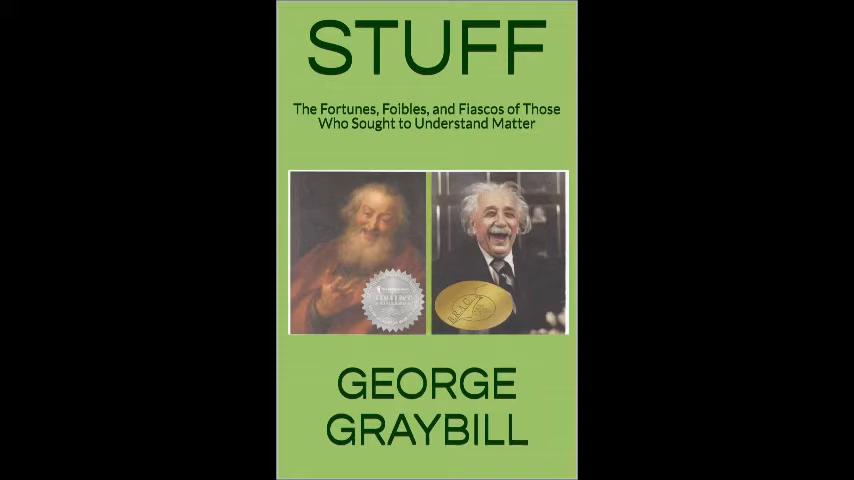 STUFF
The Fortunes, Foibles, and Fiascos of Those
Who Sought to Understand Matter
GEORGE
GRAYBILL